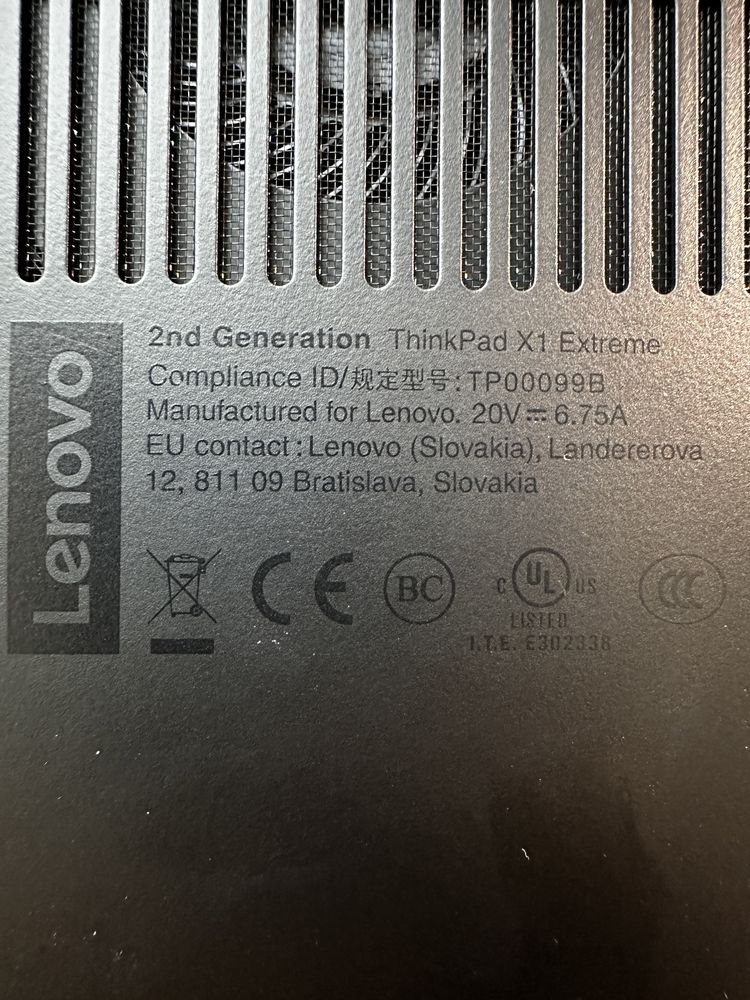 Lenovo
2nd Generation ThinkPad X1 Extreme
Compliance ID/规定型号:TP00099B
Manufactured for Lenovo. 20V⎓6.75A
EU contact: Lenovo (Slovakia), Landererova
12, 811 09 Bratislava, Slovakia
CE BC c UL US CCC
LISTED
I.T.E. E302338